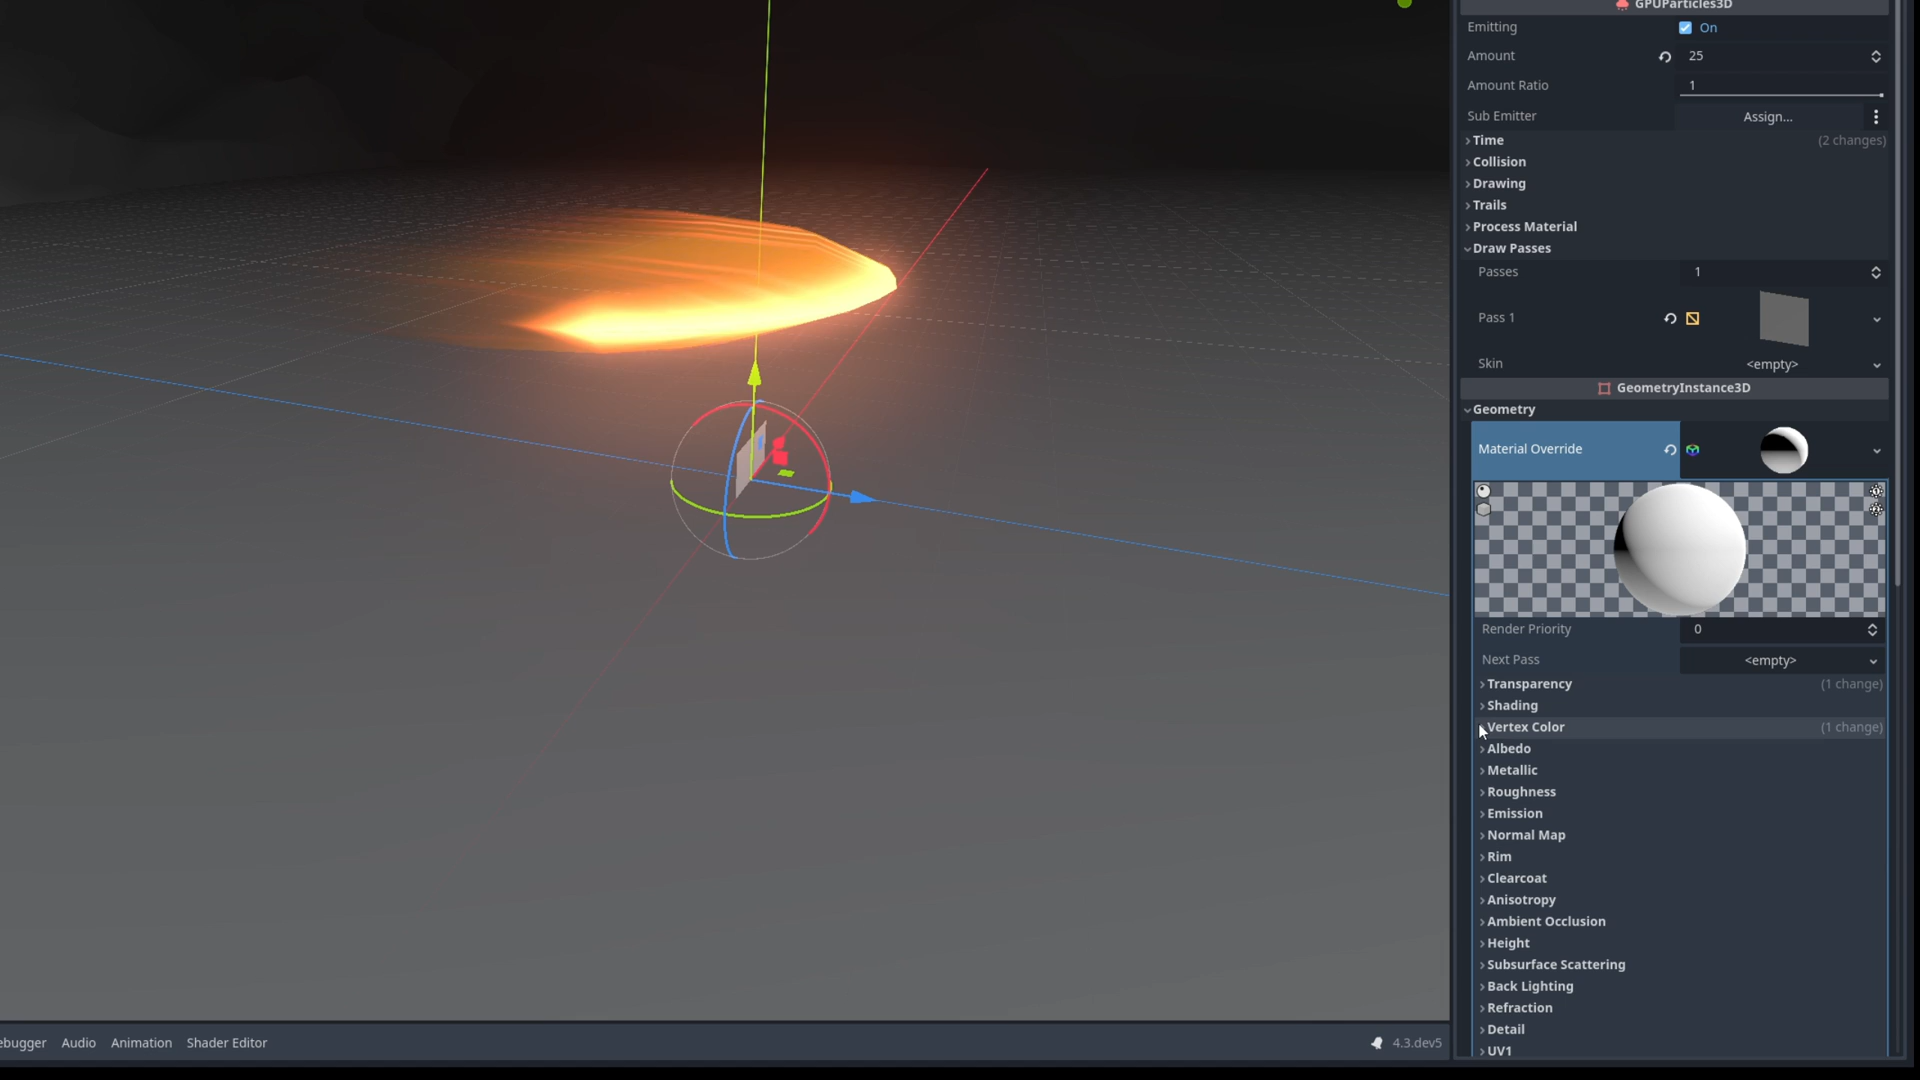 GPUParticles3D
Emitting On
Amount 25
Amount Ratio 1
Sub Emitter Assign...
Time (2 changes)
Collision
Drawing
Trails
Process Material
Draw Passes
Passes 1
Pass 1
Skin <empty>
GeometryInstance3D
Geometry
Material Override
Render Priority 0
Next Pass <empty>
Transparency (1 change)
Shading
Vertex Color (1 change)
Albedo
Metallic
Roughness
Emission
Normal Map
Rim
Clearcoat
Anisotropy
Ambient Occlusion
Height
Subsurface Scattering
Back Lighting
Refraction
Detail
UV1
ebugger Audio Animation Shader Editor 4.3.dev5